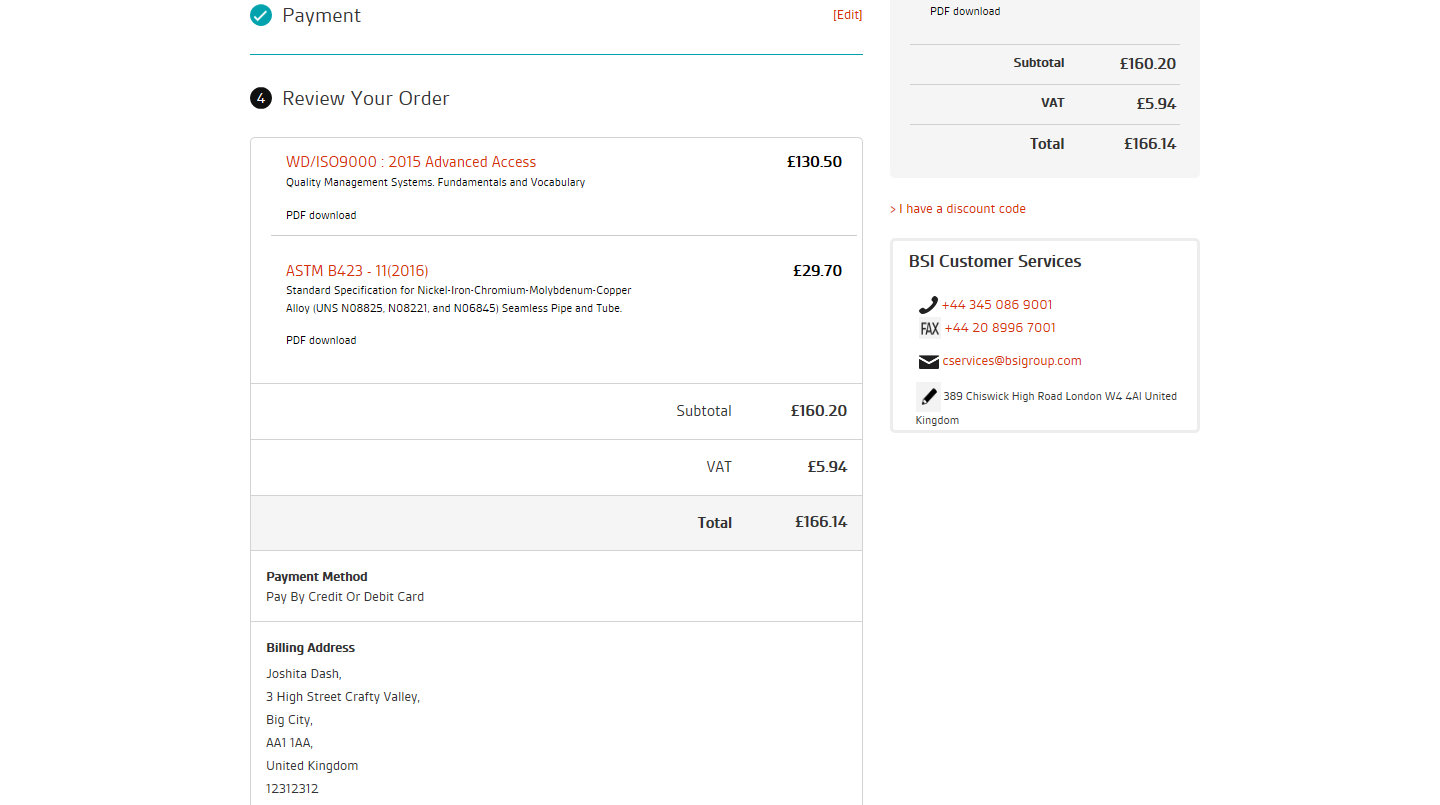 Payment
[Edit]
4 Review Your Order
WD/ISO9000 : 2015 Advanced Access £130.50
Quality Management Systems. Fundamentals and Vocabulary
PDF download
ASTM B423 - 11(2016) £29.70
Standard Specification for Nickel-Iron-Chromium-Molybdenum-Copper
Alloy (UNS N08825, N08221, and N06845) Seamless Pipe and Tube.
PDF download
Subtotal £160.20
VAT £5.94
Total £166.14
Payment Method
Pay By Credit Or Debit Card
Billing Address
Joshita Dash,
3 High Street Crafty Valley,
Big City,
AA1 1AA,
United Kingdom
12312312
PDF download
Subtotal £160.20
VAT £5.94
Total £166.14
> I have a discount code
BSI Customer Services
+44 345 086 9001
FAX +44 20 8996 7001
cservices@bsigroup.com
389 Chiswick High Road London W4 4Al United
Kingdom